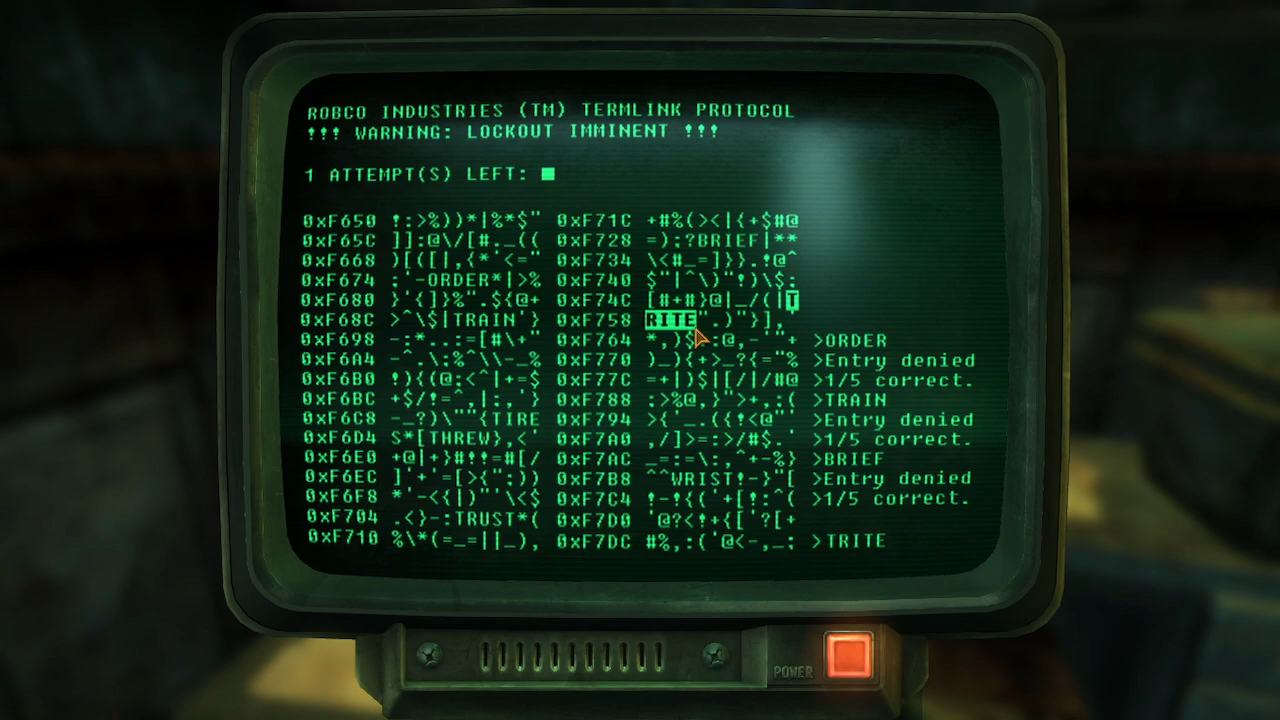 ROBCO INDUSTRIES (TM) TERMLINK PROTOCOL
!!! WARNING: LOCKOUT IMMINENT !!!
1 ATTEMPT(S) LEFT: ■
0xF650 !:>%))*|%*$" 0xF71C +#%(><|{+$#@
0xF65C ]];@\/[#._(( 0xF728 =);?BRIEF|**
0xF668 )[([|,{*'<=" 0xF734 \<#_=]}}.!@^
0xF674 :'-ORDER*|>% 0xF740 $"|^\)"!)\$;
0xF680 }'{]}%".${@+ 0xF74C [#+#}@|_/(|T
0xF68C >^\$|TRAIN'} 0xF758 RITE".)"}],'
0xF698 -:*..:=[#\+" 0xF764 *,)$.:@,-'"+ >ORDER
0xF6A4 -^.\;%^\\-_% 0xF770 )_){+>_?{="% >Entry denied
0xF6B0 !){(@;<^|+=$ 0xF77C =+|)$|[/|/#@ >1/5 correct.
0xF6BC +$/!=^,|:,'} 0xF788 :>%@,}">+,:( >TRAIN
0xF6C8 -_?)\""{TIRE 0xF794 >{'_.({!<@"' >Entry denied
0xF6D4 S*[THREW},<' 0xF7A0 ,/]>=:>/#$.' >1/5 correct.
0xF6E0 +@|+}#!!=#[/ 0xF7AC _=:=\:,^+-%} >BRIEF
0xF6EC ]'+'=[>{":)) 0xF7B8 ^^WRIST!-}"[ >Entry denied
0xF6F8 *'-<{|)"'\<$ 0xF7C4 !-!{('+[!:^( >1/5 correct.
0xF704 .<}-:TRUST*( 0xF7D0 '@?<!+{['?[+
0xF710 %\*(=_=||_), 0xF7DC #%,:('@<-,_; >TRITE
POWER